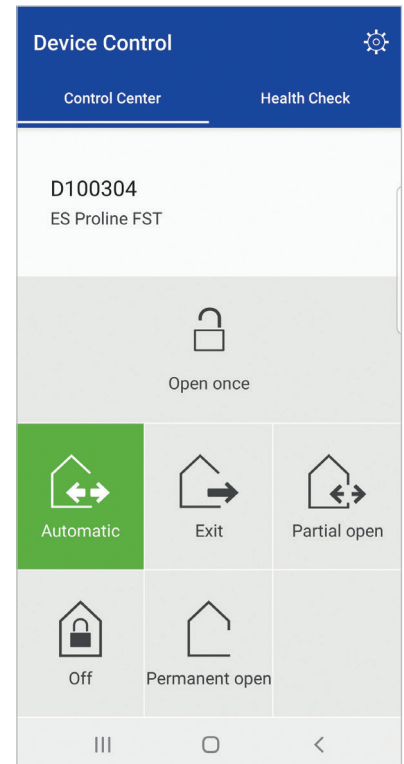 Device Control
Control Center
Health Check
D100304
ES Proline FST
Open once
Automatic
Exit
Partial open
Off
Permanent open